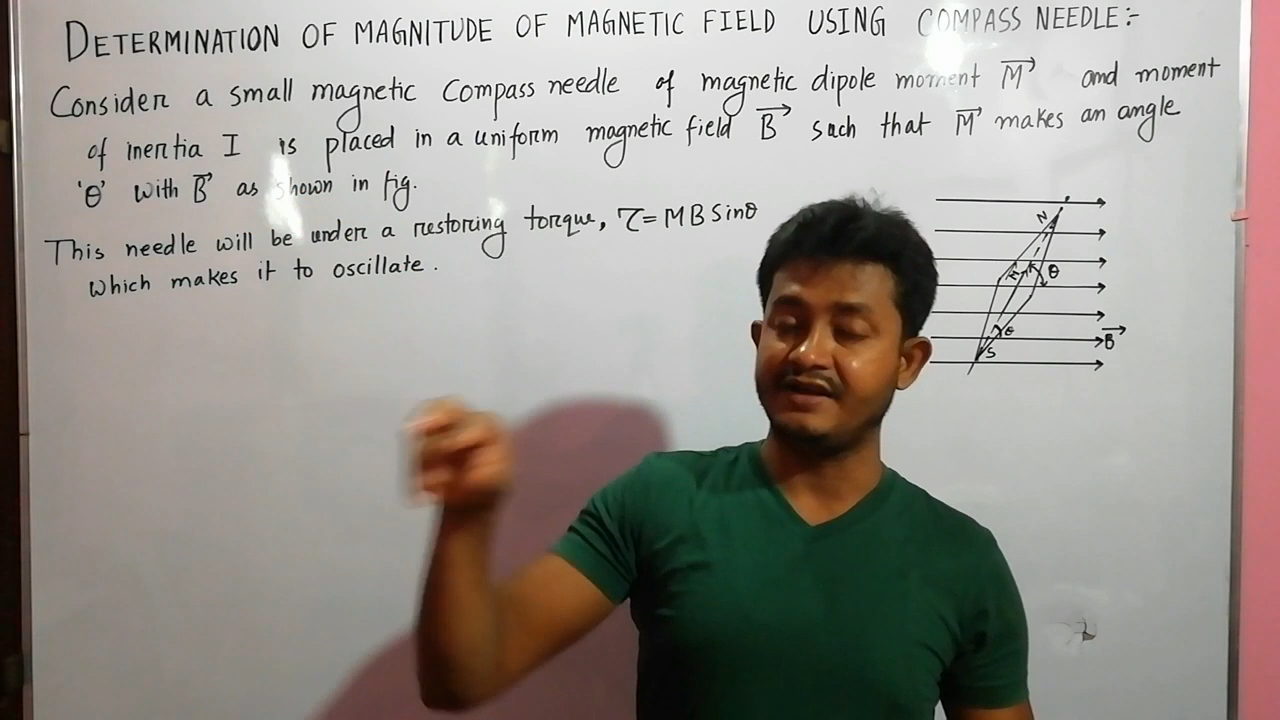 DETERMINATION OF MAGNITUDE OF MAGNETIC FIELD USING COMPASS NEEDLE:-
Consider a small magnetic Compass needle of magnetic dipole moment M⃗ and moment
of inertia I is placed in a uniform magnetic field B⃗ such that M⃗ makes an angle
'θ' with B⃗ as shown in fig.
This needle will be under a restoring torque, τ=MBSinθ
which makes it to oscillate.
N
θ
θ
S
B⃗